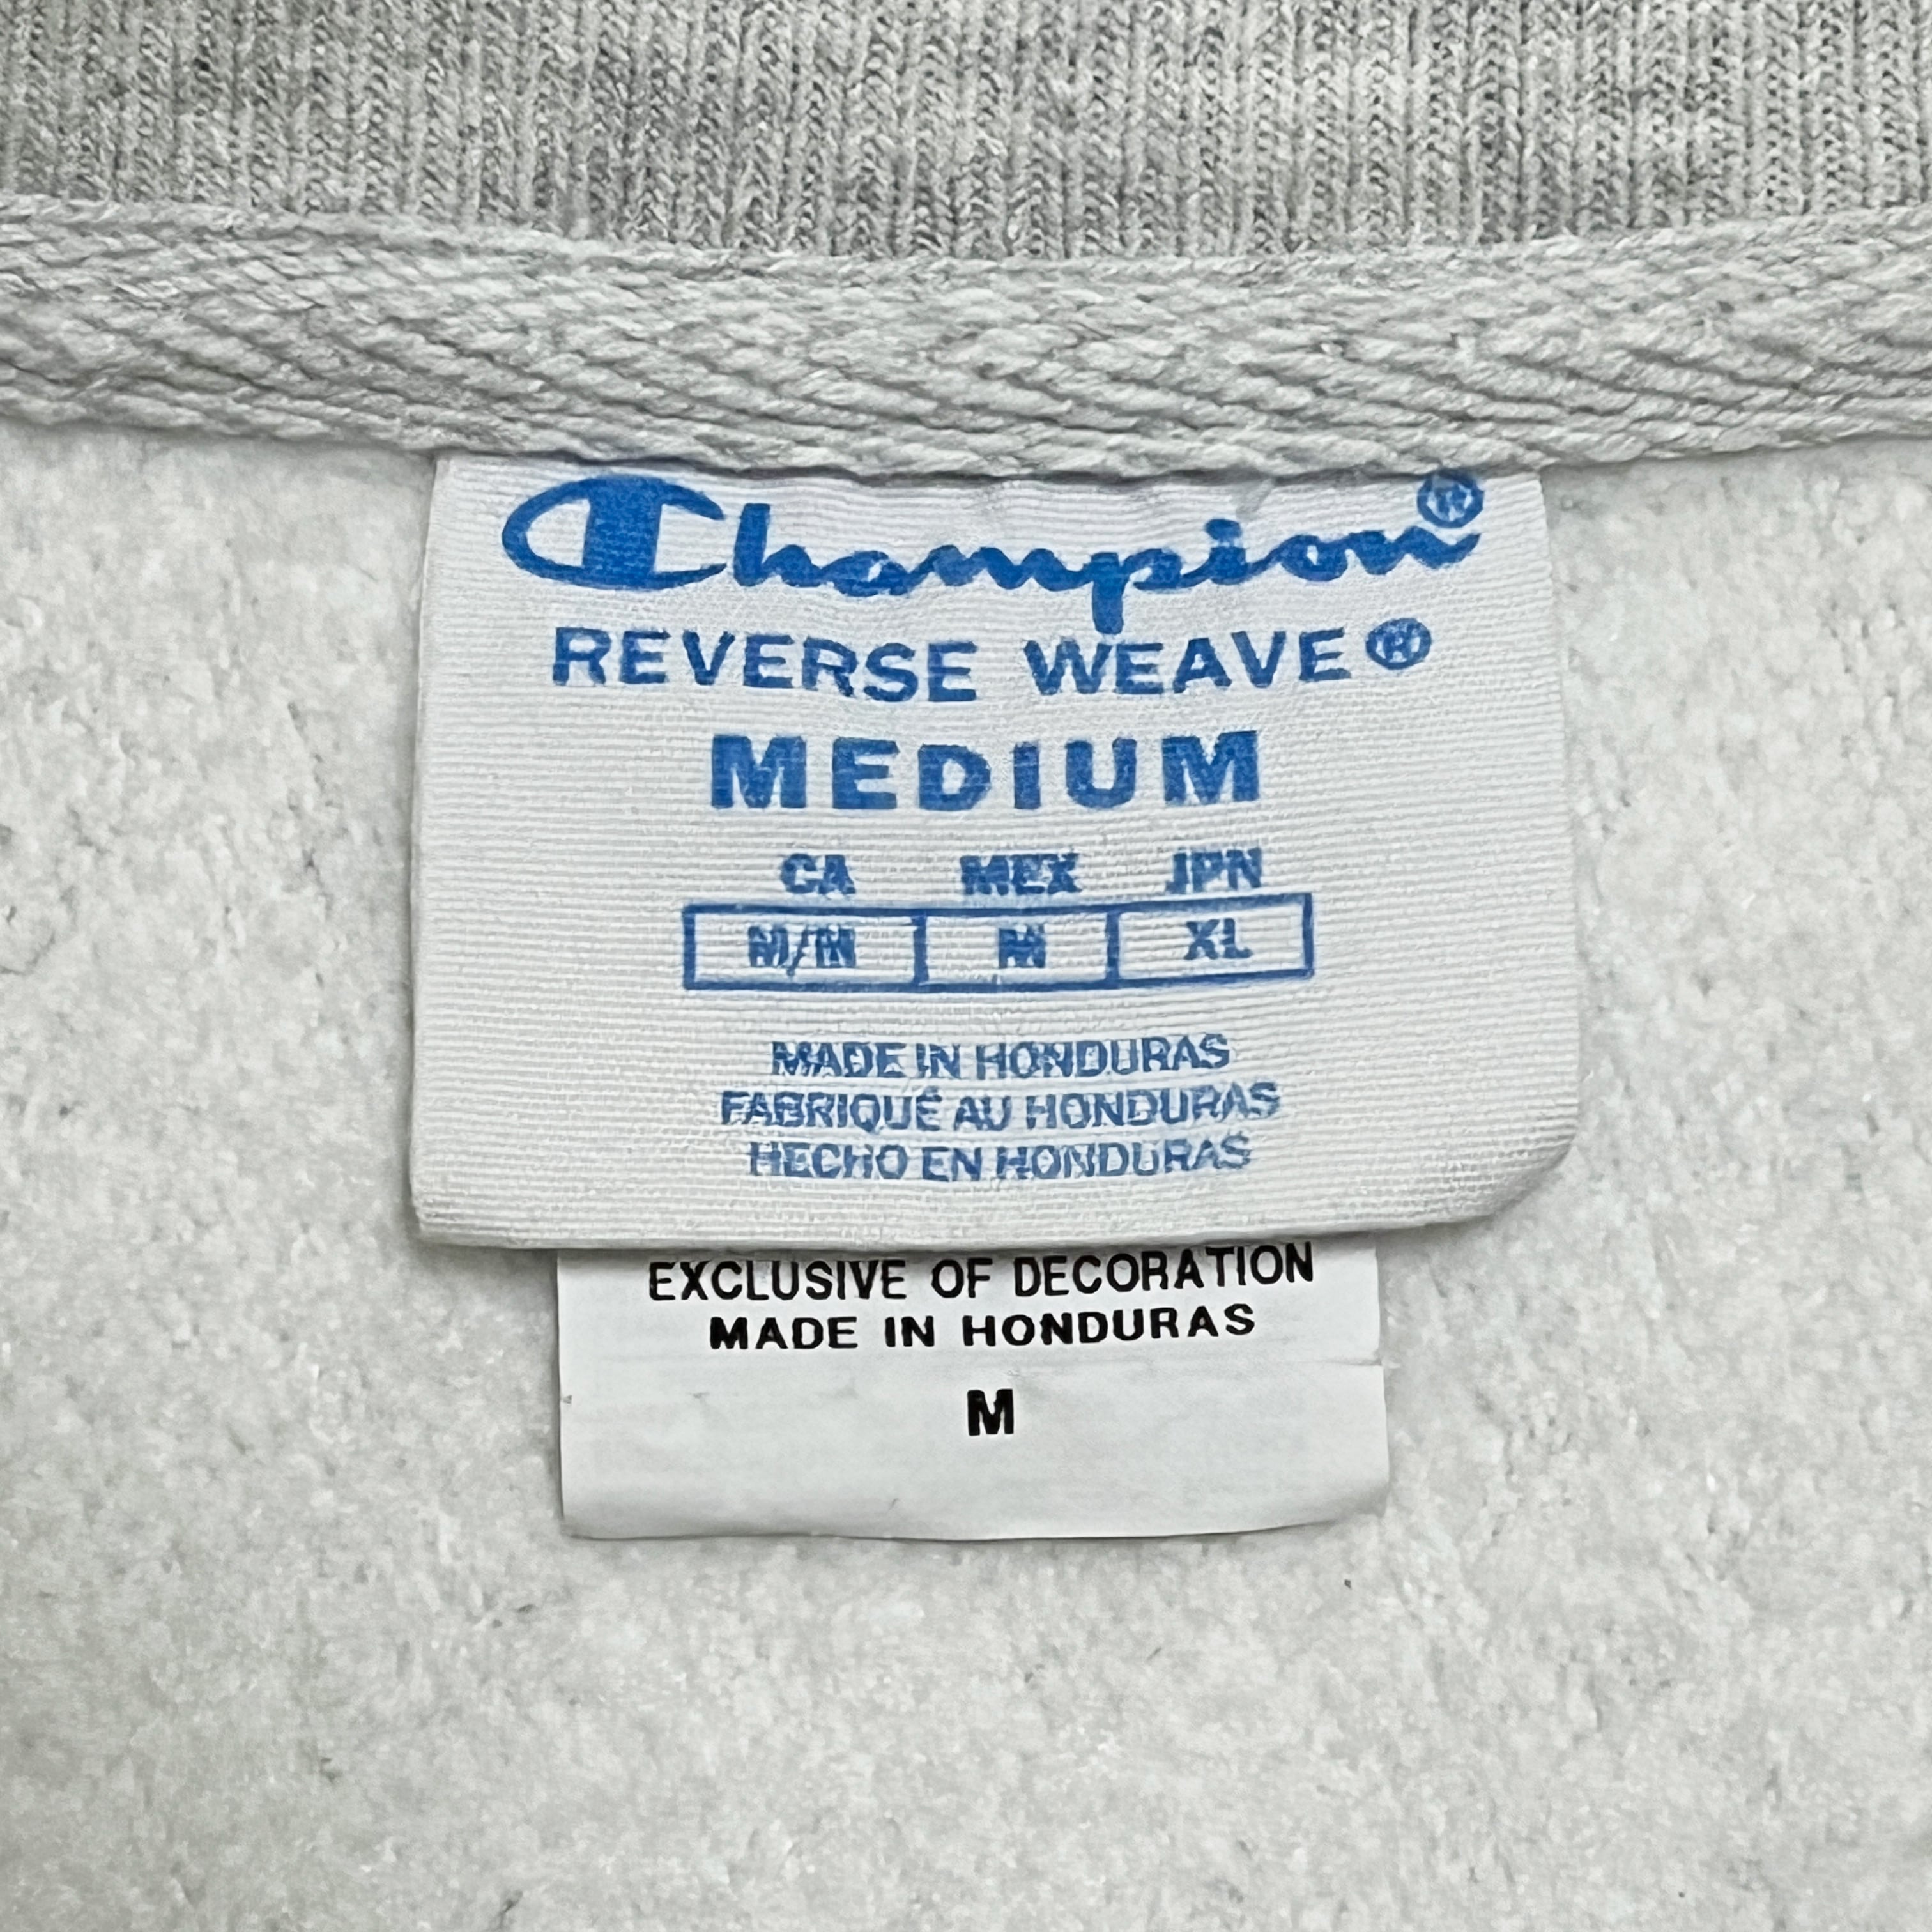 Champion®
REVERSE WEAVE®
MEDIUM
CA MEX JPN
M/M M XL
MADE IN HONDURAS
FABRIQUÉ AU HONDURAS
HECHO EN HONDURAS
EXCLUSIVE OF DECORATION
MADE IN HONDURAS
M